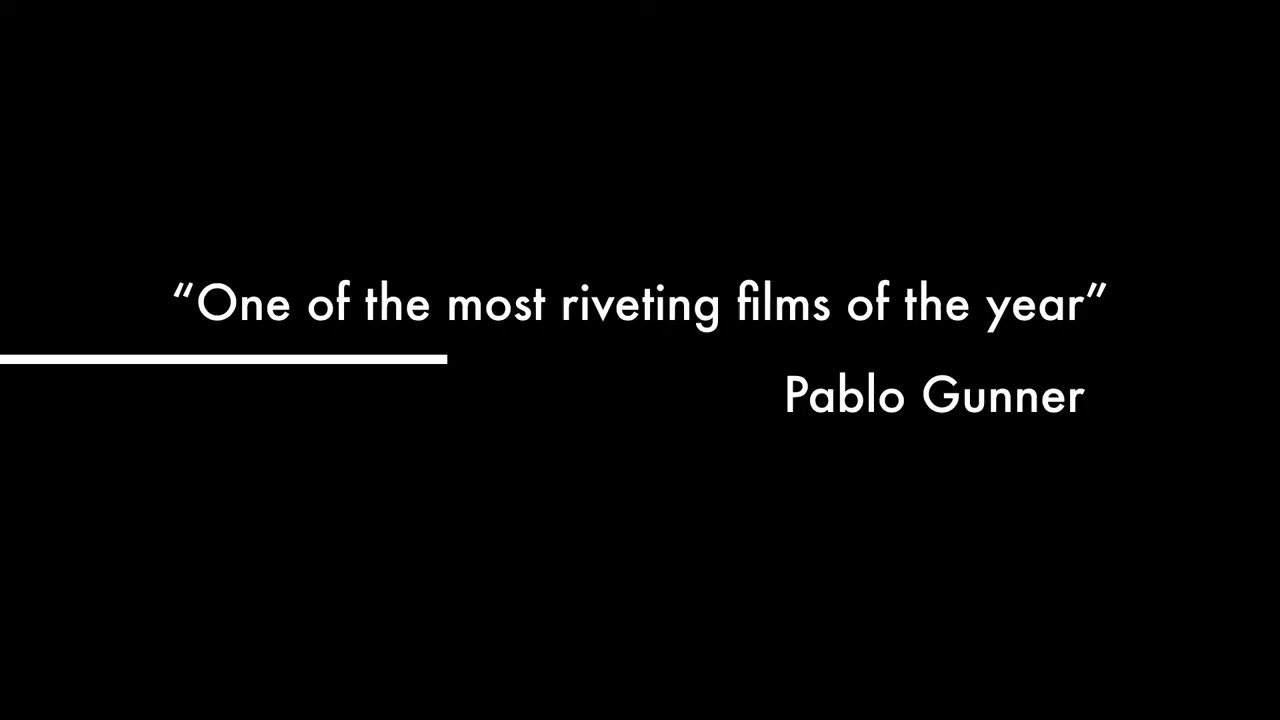 “One of the most riveting films of the year”
Pablo Gunner